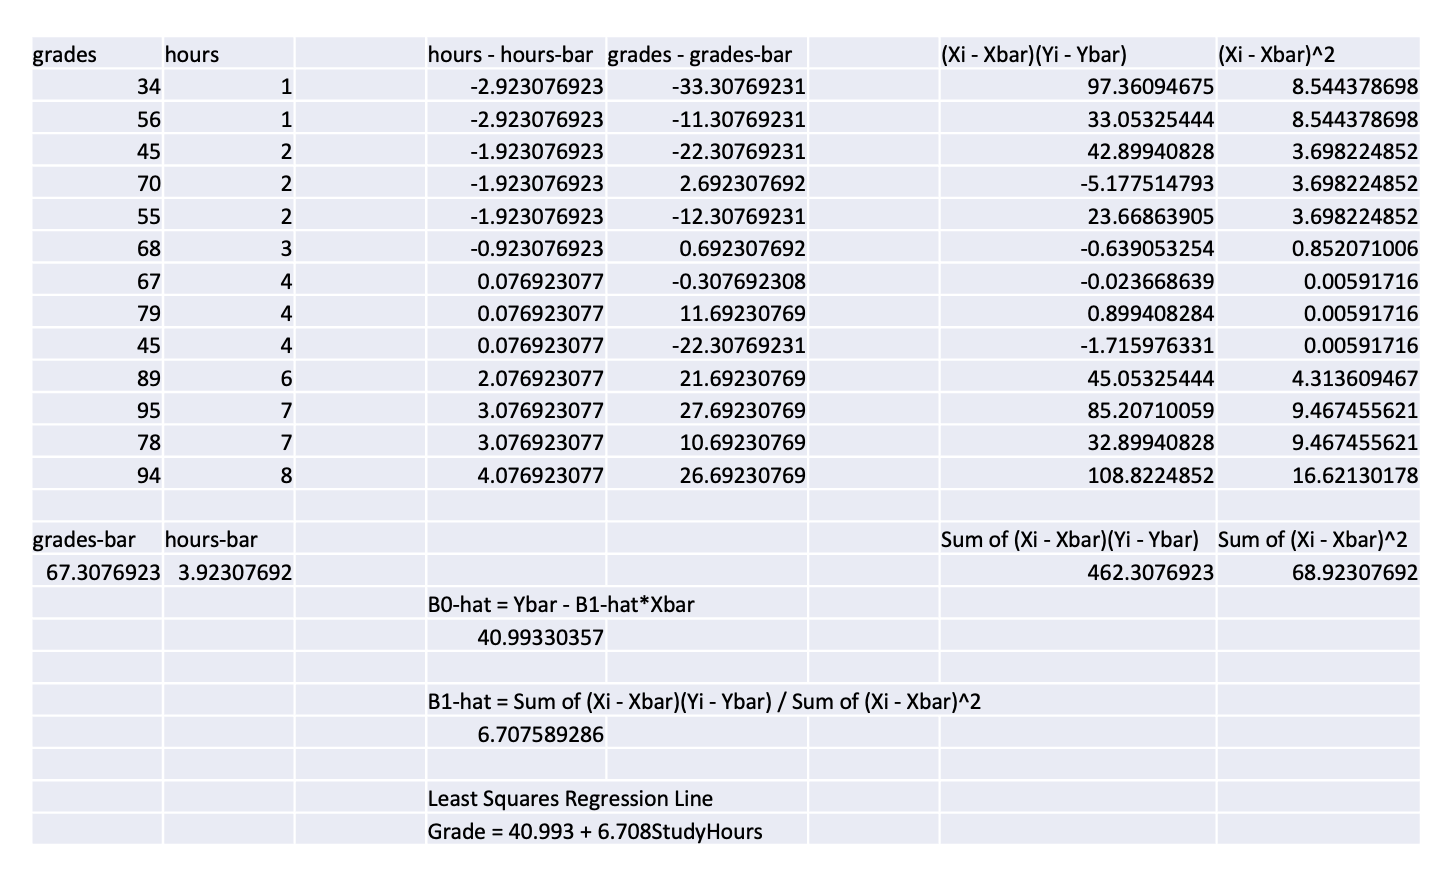 grades hours hours - hours-bar grades - grades-bar (Xi - Xbar)(Yi - Ybar) (Xi - Xbar)^2
34 1 -2.923076923 -33.30769231 97.36094675 8.544378698
56 1 -2.923076923 -11.30769231 33.05325444 8.544378698
45 2 -1.923076923 -22.30769231 42.89940828 3.698224852
70 2 -1.923076923 2.692307692 -5.177514793 3.698224852
55 2 -1.923076923 -12.30769231 23.66863905 3.698224852
68 3 -0.923076923 0.692307692 -0.639053254 0.852071006
67 4 0.076923077 -0.307692308 -0.023668639 0.00591716
79 4 0.076923077 11.69230769 0.899408284 0.00591716
45 4 0.076923077 -22.30769231 -1.715976331 0.00591716
89 6 2.076923077 21.69230769 45.05325444 4.313609467
95 7 3.076923077 27.69230769 85.20710059 9.467455621
78 7 3.076923077 10.69230769 32.89940828 9.467455621
94 8 4.076923077 26.69230769 108.8224852 16.62130178
grades-bar hours-bar Sum of (Xi - Xbar)(Yi - Ybar) Sum of (Xi - Xbar)^2
67.3076923 3.92307692 462.3076923 68.92307692
B0-hat = Ybar - B1-hat*Xbar
40.99330357
B1-hat = Sum of (Xi - Xbar)(Yi - Ybar) / Sum of (Xi - Xbar)^2
6.707589286
Least Squares Regression Line
Grade = 40.993 + 6.708StudyHours